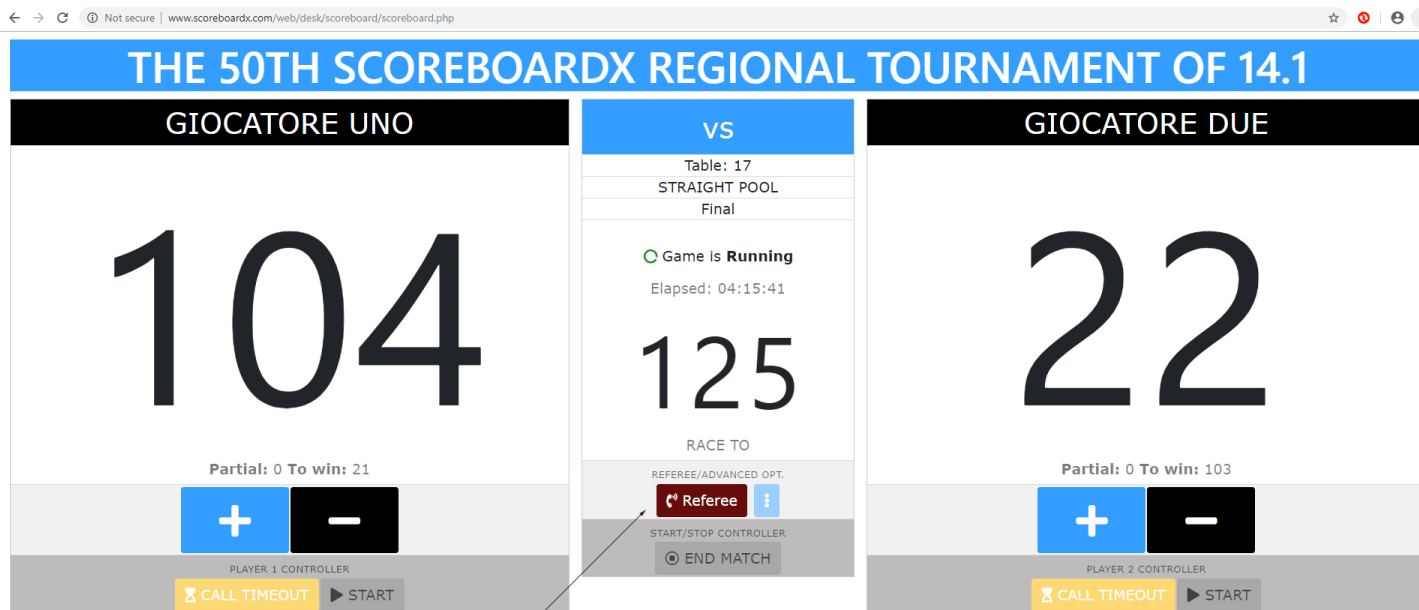 Not secure | www.scoreboardx.com/web/desk/scoreboard/scoreboard.php
THE 50TH SCOREBOARDX REGIONAL TOURNAMENT OF 14.1
GIOCATORE UNO
104
Partial: 0 To win: 21
PLAYER 1 CONTROLLER
CALL TIMEOUT
START
vs
Table: 17
STRAIGHT POOL
Final
Game is Running
Elapsed: 04:15:41
125
RACE TO
REFEREE/ADVANCED OPT.
Referee
START/STOP CONTROLLER
END MATCH
GIOCATORE DUE
22
Partial: 0 To win: 103
PLAYER 2 CONTROLLER
CALL TIMEOUT
START